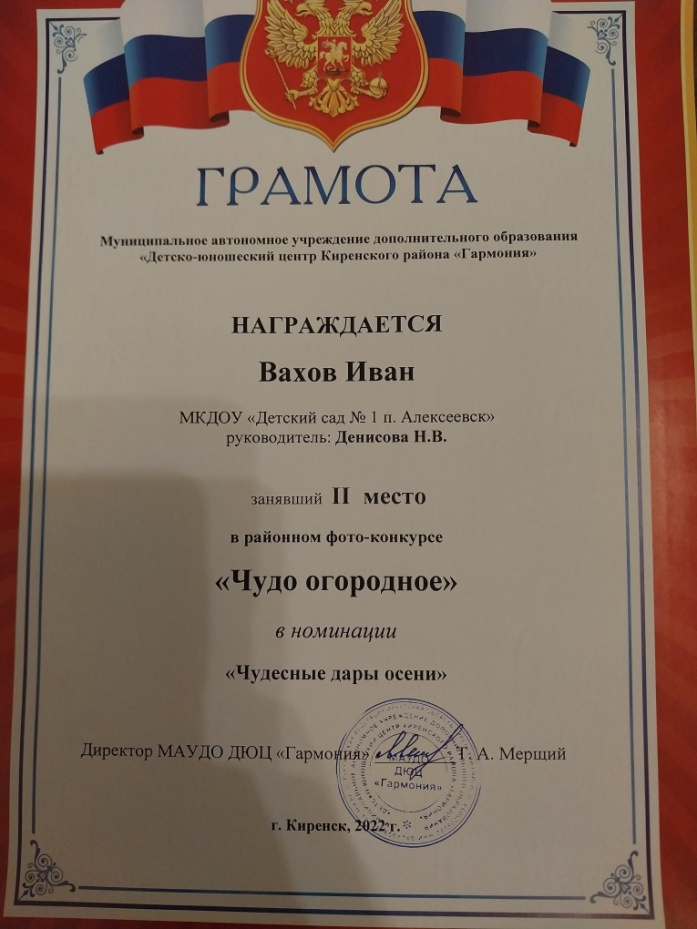 ГРАМОТА
Муниципальное автономное учреждение дополнительного образования
«Детско-юношеский центр Киренского района «Гармония»
НАГРАЖДАЕТСЯ
Вахов Иван
МКДОУ «Детский сад № 1 п. Алексеевск»
руководитель: Денисова Н.В.
занявший II место
в районном фото-конкурсе
«Чудо огородное»
в номинации
«Чудесные дары осени»
Директор МАУДО ДЮЦ «Гармония» Т. А. Мерщий
МАУДО
ДЮЦ
«Гармония»
г. Киренск, 2022 г.